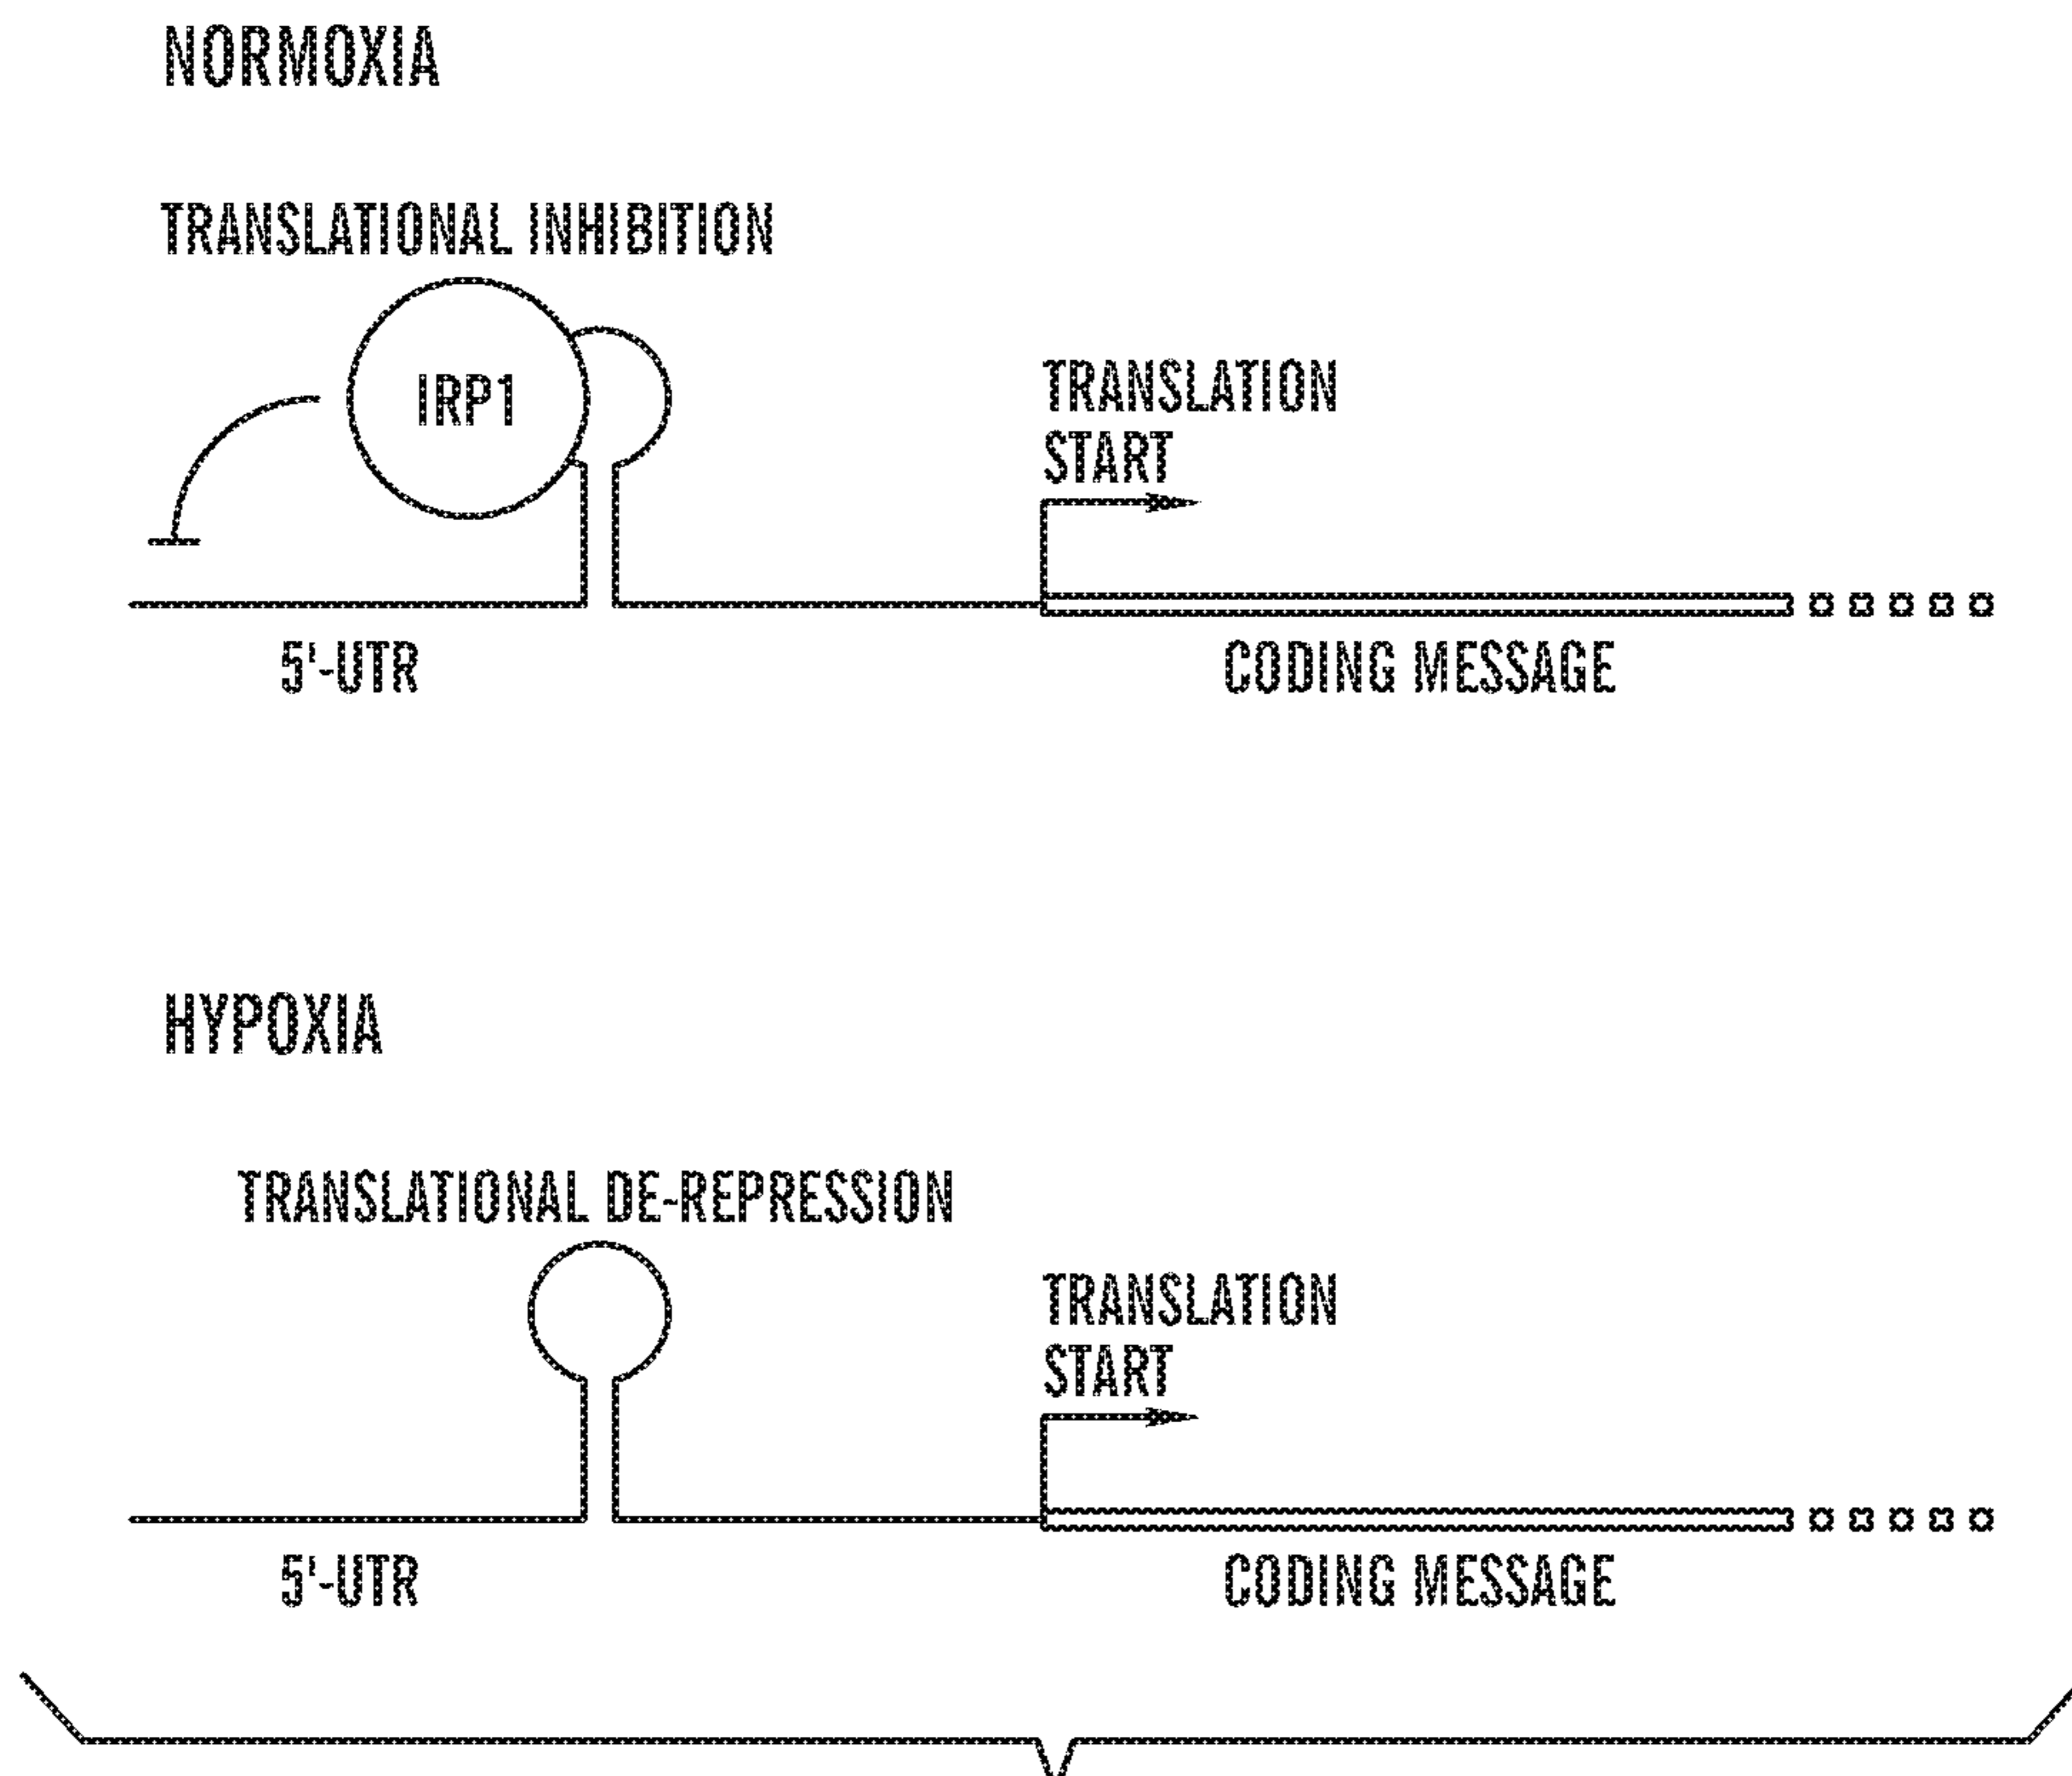 NORMOXIA
TRANSLATIONAL INHIBITION
IRP1
TRANSLATION
START
5'-UTR
CODING MESSAGE
HYPOXIA
TRANSLATIONAL DE-REPRESSION
TRANSLATION
START
5'-UTR
CODING MESSAGE